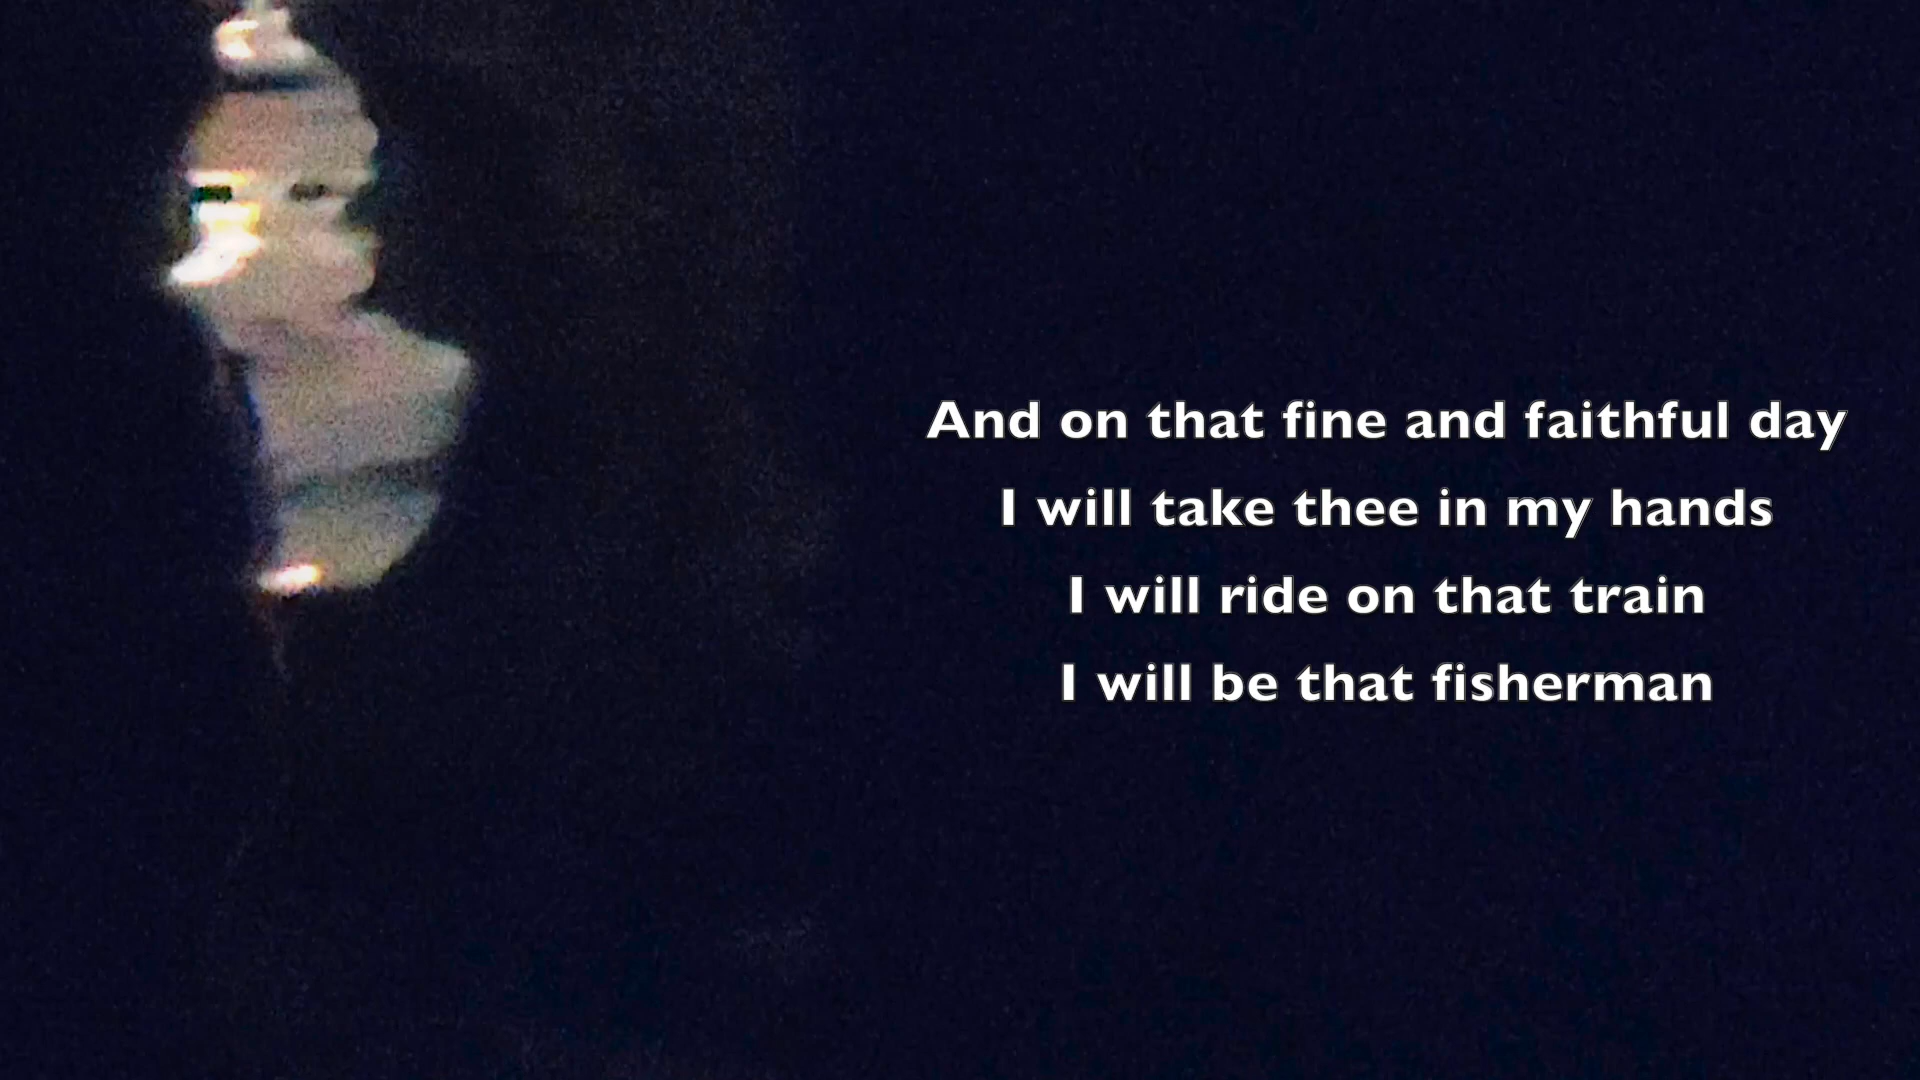 And on that fine and faithful day
I will take thee in my hands
I will ride on that train
I will be that fisherman